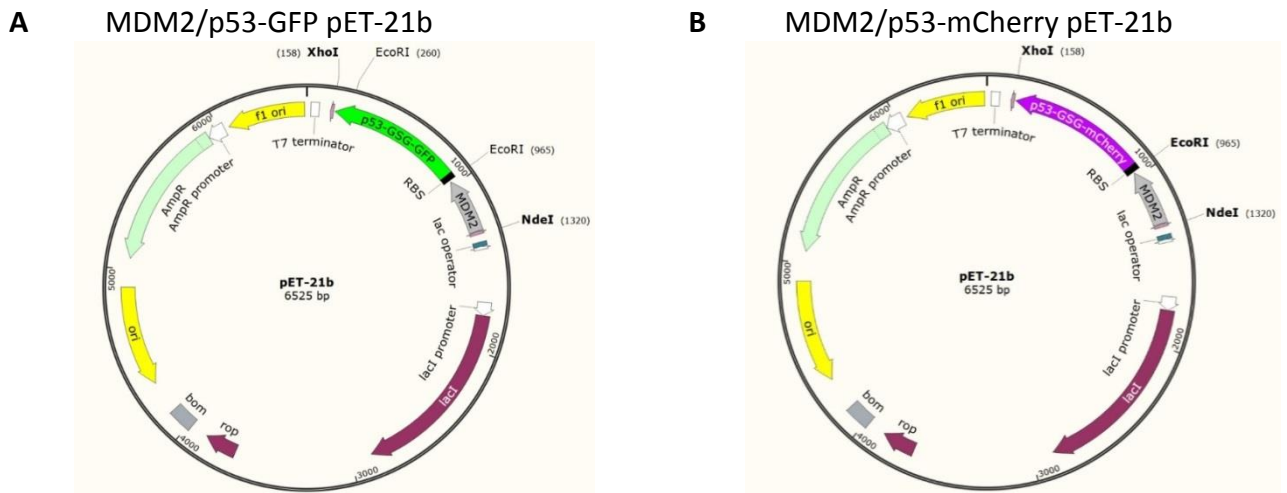 A MDM2/p53-GFP pET-21b
(158) XhoI EcoRI (260)
f1 ori
6000
T7 terminator
p53-GSG-GFP
1000
EcoRI (965)
RBS
MDM2
NdeI (1320)
lac operator
AmpR
AmpR promoter
5000
pET-21b
6525 bp
ori
lacI promoter
2000
lacI
bom
rop
4000
3000
B MDM2/p53-mCherry pET-21b
XhoI (158)
f1 ori
6000
T7 terminator
p53-GSG-mCherry
1000
EcoRI (965)
RBS
MDM2
NdeI (1320)
lac operator
AmpR
AmpR promoter
5000
pET-21b
6525 bp
ori
lacI promoter
2000
lacI
bom
rop
4000
3000